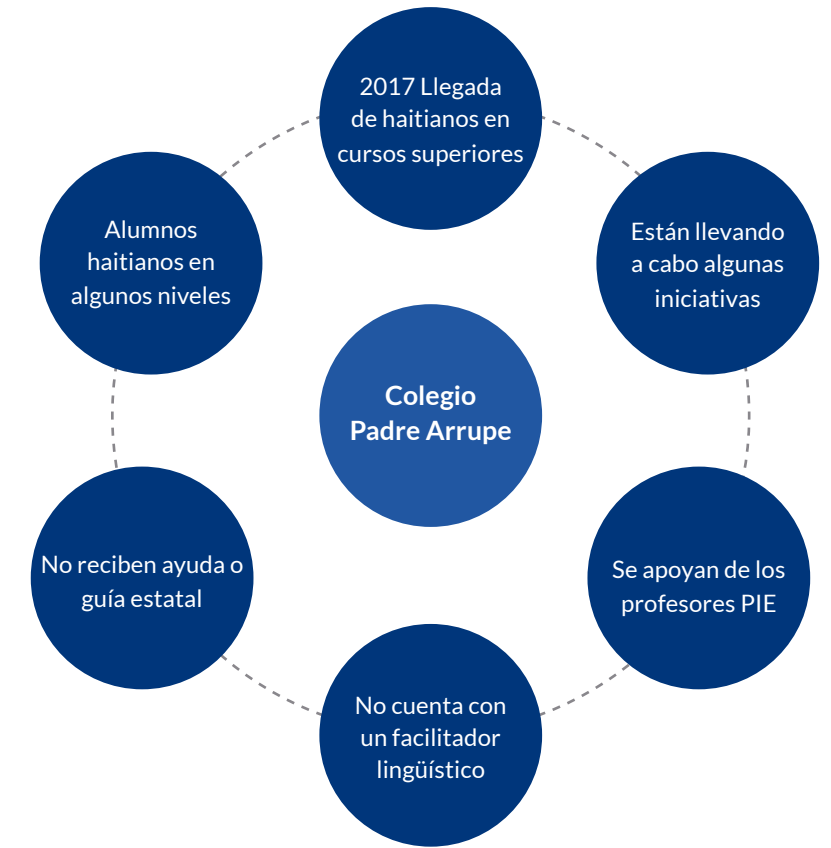 2017 Llegada
de haitianos en
cursos superiores
Están llevando
a cabo algunas
iniciativas
Se apoyan de los
profesores PIE
No cuenta con
un facilitador
lingüístico
No reciben ayuda o
guía estatal
Alumnos
haitianos en
algunos niveles
Colegio
Padre Arrupe